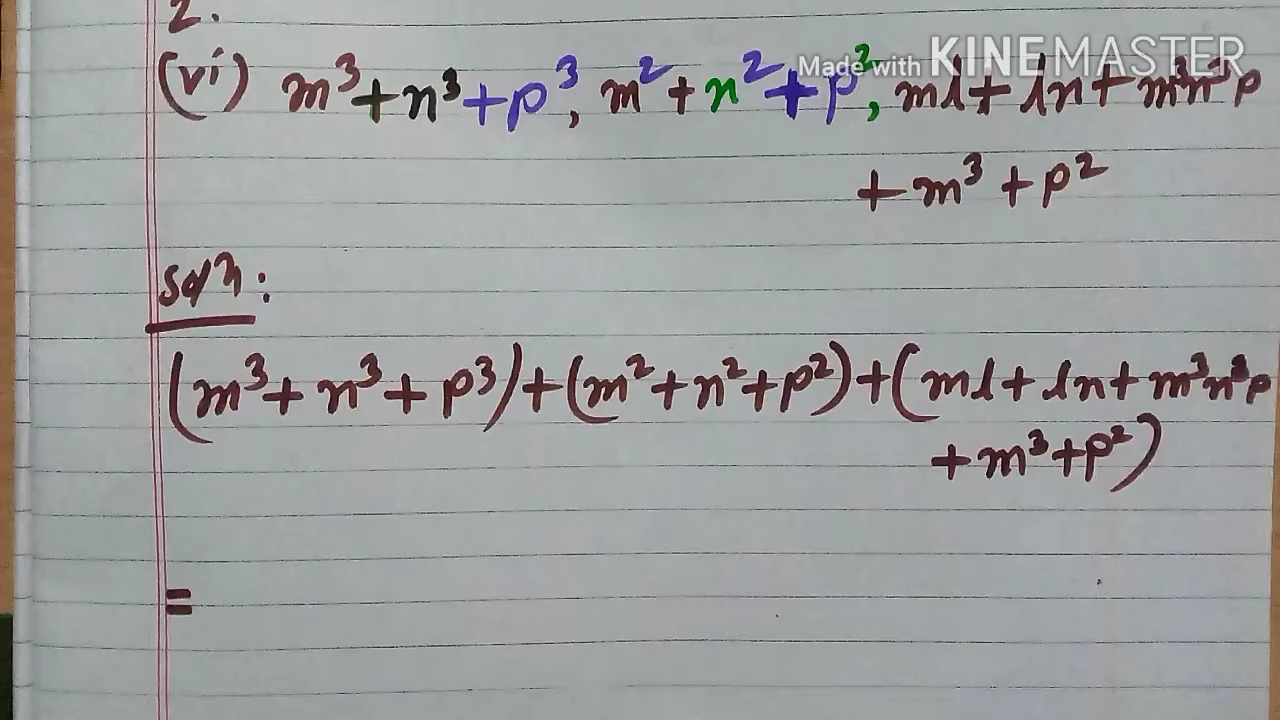 2.
Made with KINEMASTER
(vi) m³+n³+p³, m²+n²+p², ml+ln+m³n³p
+m³+p²
Soln:
(m³+n³+p³)+(m²+n²+p²)+(ml+ln+m³n³p
+m³+p²)
=